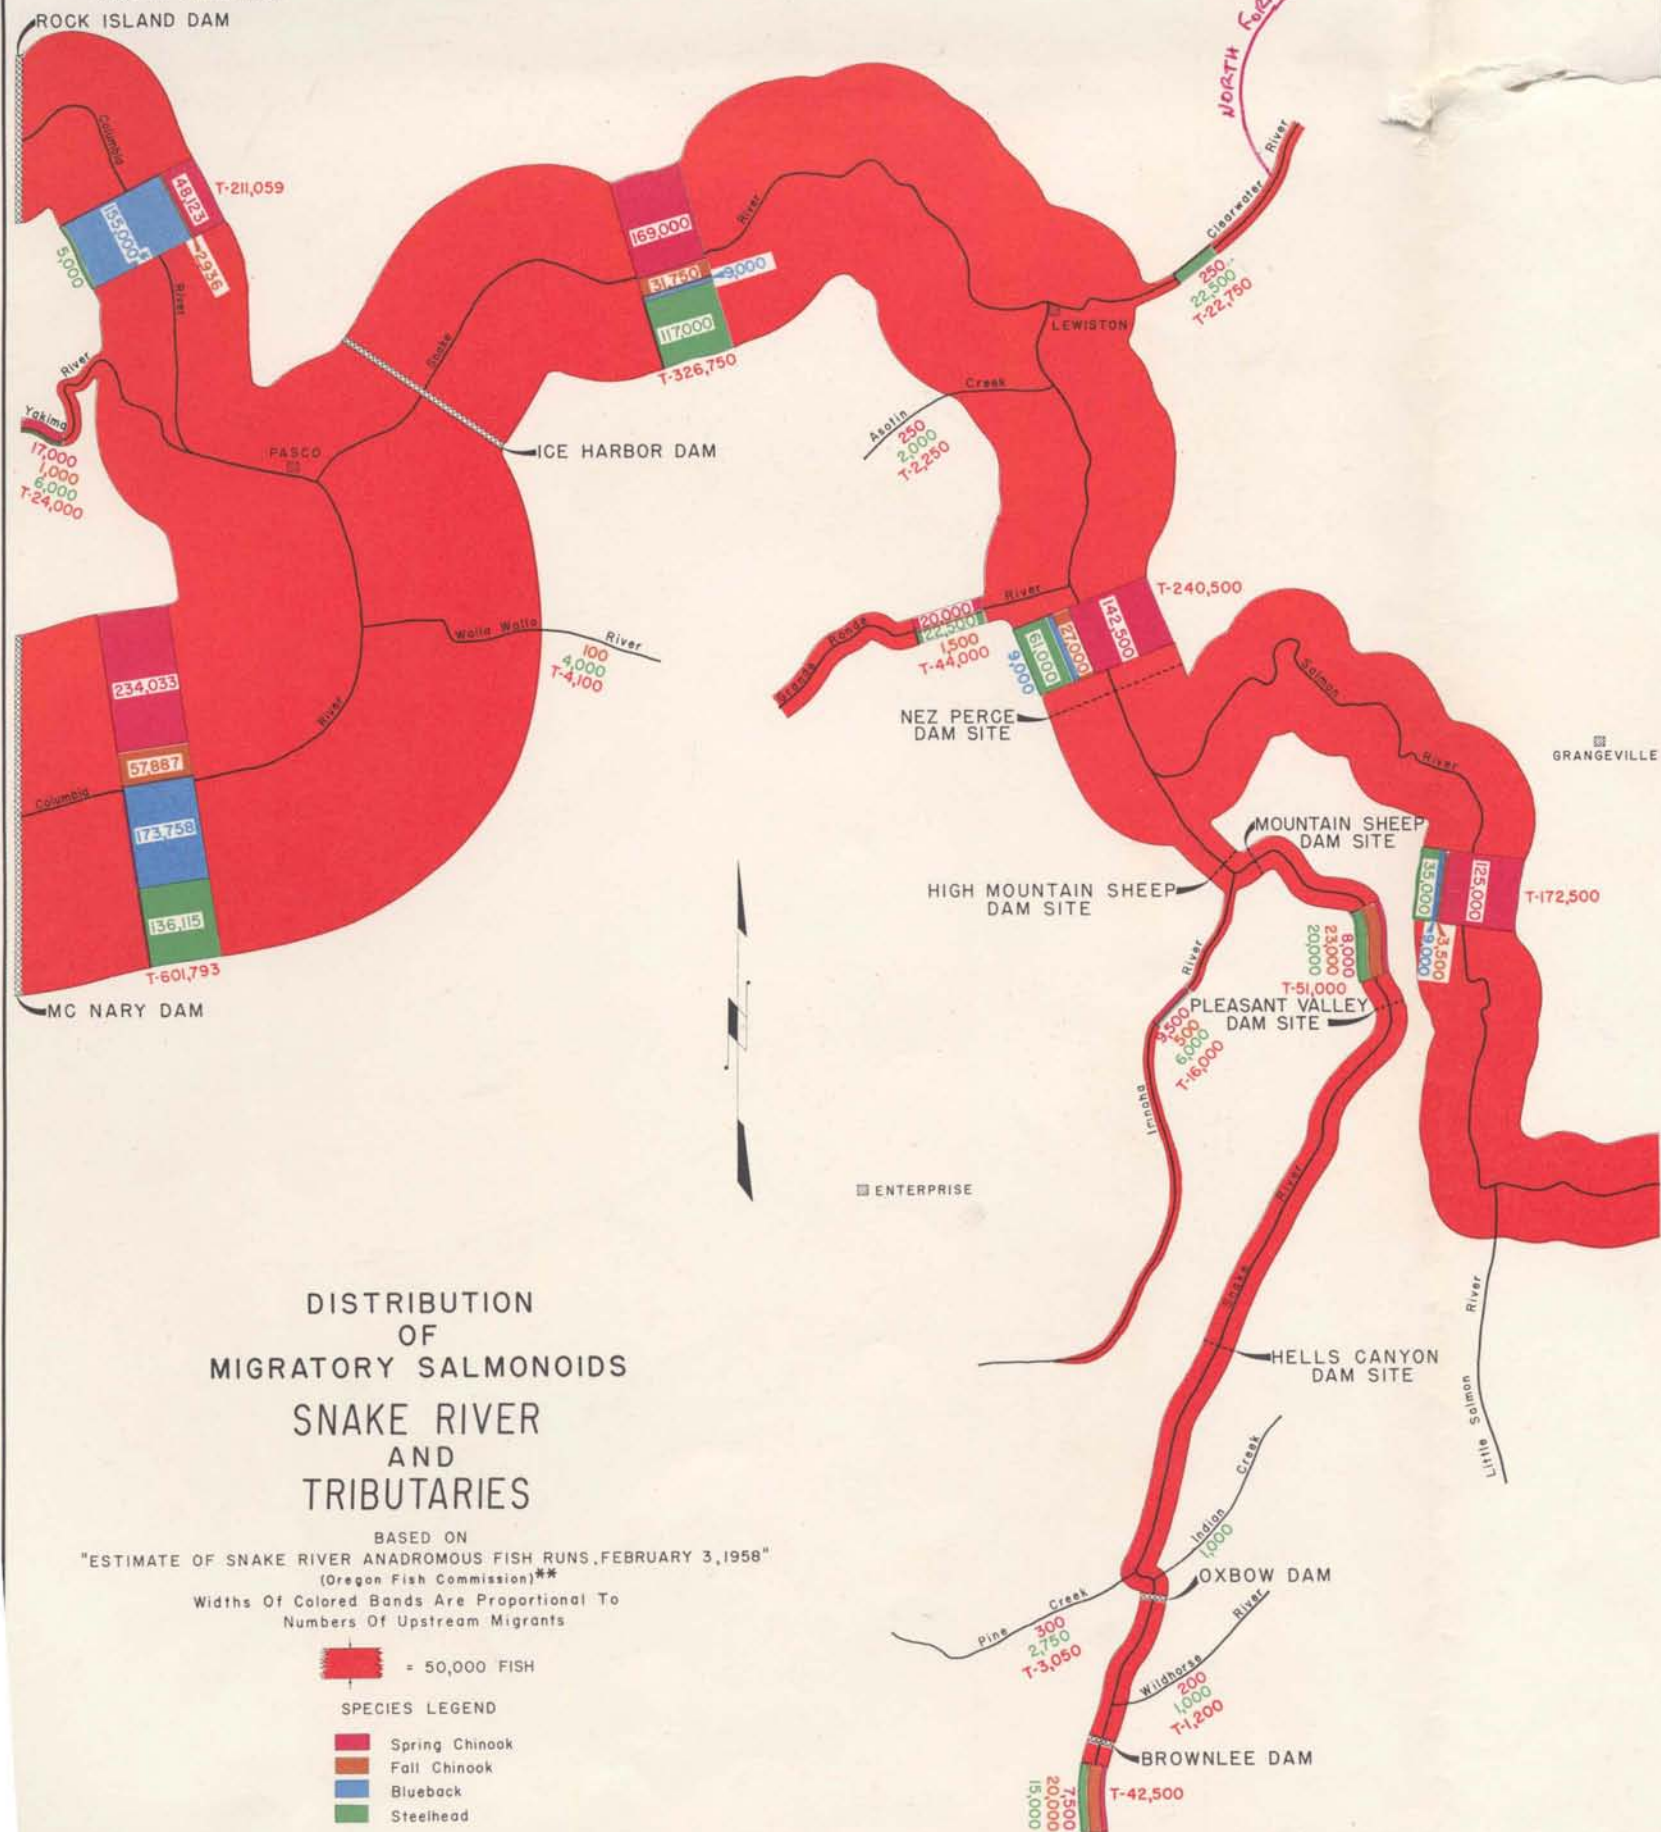 ROCK ISLAND DAM
NORTH
Columbia
River
48,123
T-211,059
155,000*
2936
5,000
River
Yakima
17,000
1,000
6,000
T-24,000
PASCO
Snake
River
169,000
31,750
9,000
117,000
T-326,750
ICE HARBOR DAM
Clearwater
River
250
22,500
T-22,750
LEWISTON
Asotin
Creek
250
2,000
T-2,250
Walla Walla
River
100
4,000
T-4,100
234,033
57,887
173,758
136,115
T-601,793
Columbia
River
MC NARY DAM
Grande
Ronde
River
20,000
22,500
1,500
T-44,000
T-240,500
142,500
27,000
61,000
9,000
NEZ PERCE
DAM SITE
Salmon
River
GRANGEVILLE
MOUNTAIN SHEEP
DAM SITE
HIGH MOUNTAIN SHEEP
DAM SITE
35,000
125,000
T-172,500
3,500
9,000
8,000
23,000
20,000
T-51,000
PLEASANT VALLEY
DAM SITE
River
Imnaha
9,500
500
6,000
T-16,000
ENTERPRISE
Snake
River
HELLS CANYON
DAM SITE
Little Salmon
River
Indian
Creek
1,000
OXBOW DAM
Pine
Creek
300
2,750
T-3,050
Wildhorse
River
200
1,000
T-1,200
BROWNLEE DAM
7,500
20,000
15,000
T-42,500
DISTRIBUTION
OF
MIGRATORY SALMONOIDS
SNAKE RIVER
AND
TRIBUTARIES
BASED ON
"ESTIMATE OF SNAKE RIVER ANADROMOUS FISH RUNS, FEBRUARY 3, 1958"
(Oregon Fish Commission)**
Widths Of Colored Bands Are Proportional To
Numbers Of Upstream Migrants
= 50,000 FISH
SPECIES LEGEND
Spring Chinook
Fall Chinook
Blueback
Steelhead